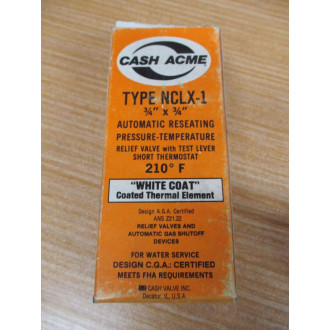 CASH ACME
TYPE NCLX-1
¾" x ¾"
AUTOMATIC RESEATING
PRESSURE-TEMPERATURE
RELIEF VALVE with TEST LEVER
SHORT THERMOSTAT
210° F
"WHITE COAT"
Coated Thermal Element
Design A.G.A. Certified
ANS Z21.22
RELIEF VALVES AND
AUTOMATIC GAS SHUTOFF
DEVICES
FOR WATER SERVICE
DESIGN C.G.A.: CERTIFIED
MEETS FHA REQUIREMENTS
CASH VALVE INC.
Decatur, IL, U.S.A